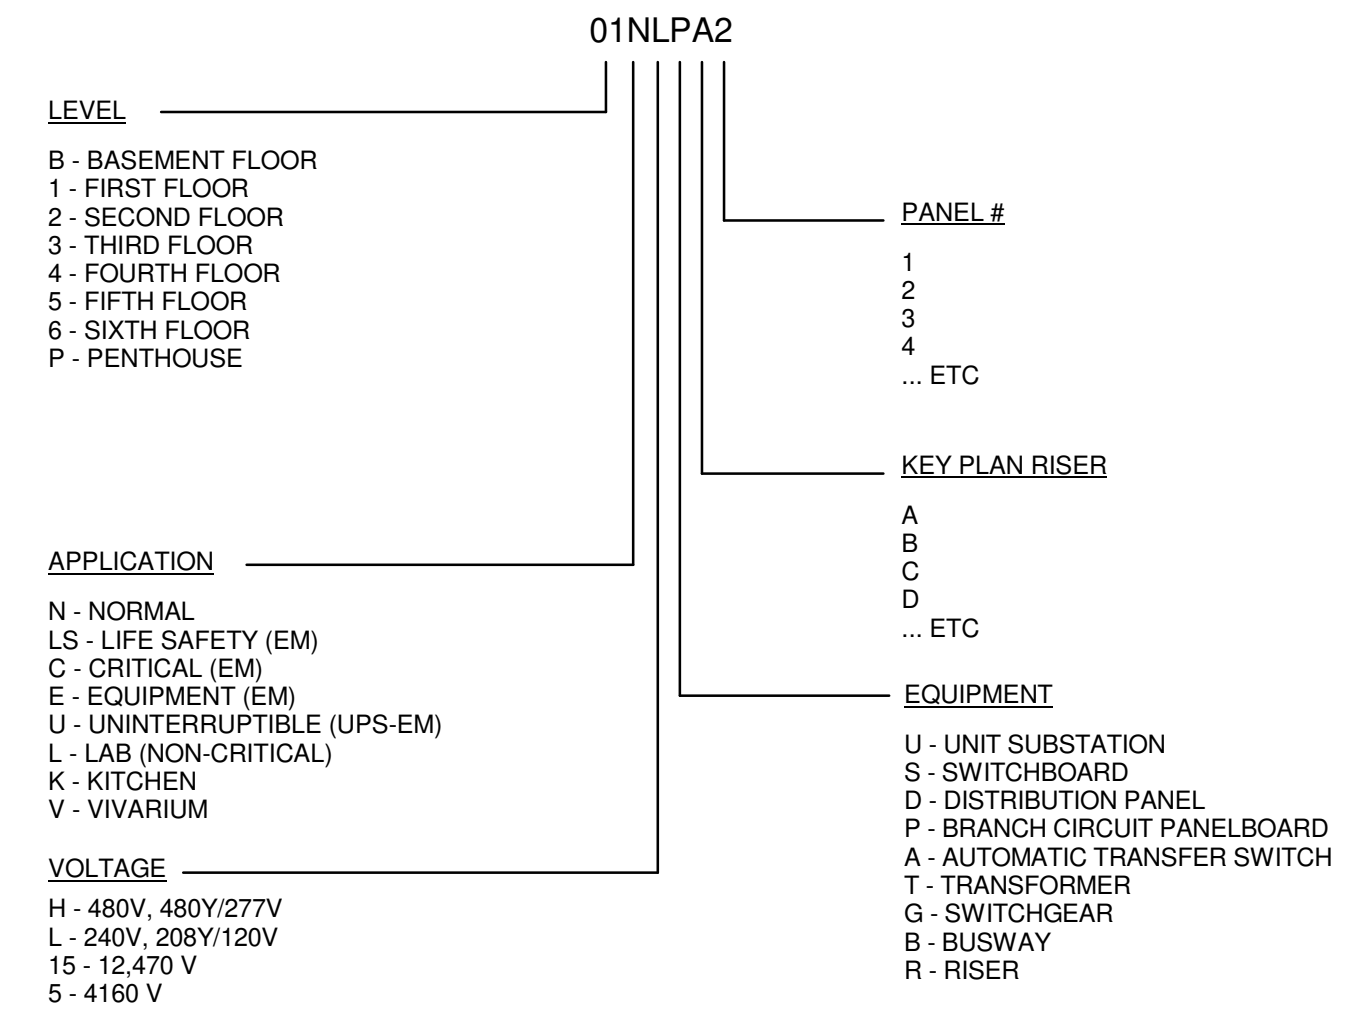 01NLPA2
LEVEL
B - BASEMENT FLOOR
1 - FIRST FLOOR
2 - SECOND FLOOR
3 - THIRD FLOOR
4 - FOURTH FLOOR
5 - FIFTH FLOOR
6 - SIXTH FLOOR
P - PENTHOUSE
APPLICATION
N - NORMAL
LS - LIFE SAFETY (EM)
C - CRITICAL (EM)
E - EQUIPMENT (EM)
U - UNINTERRUPTIBLE (UPS-EM)
L - LAB (NON-CRITICAL)
K - KITCHEN
V - VIVARIUM
VOLTAGE
H - 480V, 480Y/277V
L - 240V, 208Y/120V
15 - 12,470 V
5 - 4160 V
PANEL #
1
2
3
4
... ETC
KEY PLAN RISER
A
B
C
D
... ETC
EQUIPMENT
U - UNIT SUBSTATION
S - SWITCHBOARD
D - DISTRIBUTION PANEL
P - BRANCH CIRCUIT PANELBOARD
A - AUTOMATIC TRANSFER SWITCH
T - TRANSFORMER
G - SWITCHGEAR
B - BUSWAY
R - RISER